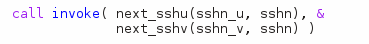 call invoke( next_sshu(sshn_u, sshn), &
next_sshv(sshn_v, sshn) )